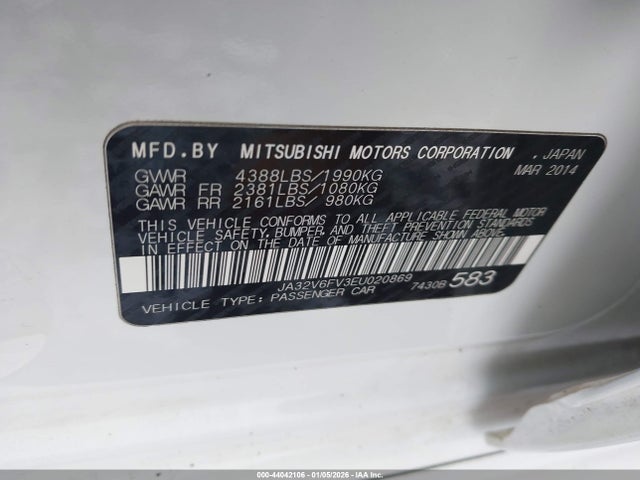 MFD.BY MITSUBISHI MOTORS CORPORATION , JAPAN
MAR 2014
GVWR 4388LBS/1990KG
GAWR FR 2381LBS/1080KG
GAWR RR 2161LBS/ 980KG
THIS VEHICLE CONFORMS TO ALL APPLICABLE FEDERAL MOTOR
VEHICLE SAFETY, BUMPER, AND THEFT PREVENTION STANDARDS
IN EFFECT ON THE DATE OF MANUFACTURE SHOWN ABOVE.
JA32V6FV3EU020869
VEHICLE TYPE: PASSENGER CAR 7430B 583
000-44042106 - 01/05/2026 - IAAI.COM